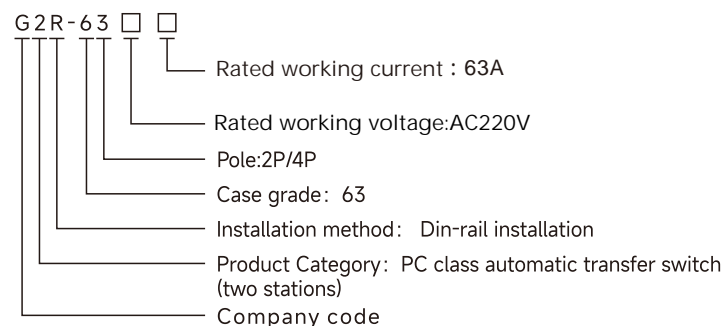 G2R-63□ □
Rated working current：63A
Rated working voltage:AC220V
Pole:2P/4P
Case grade：63
Installation method： Din-rail installation
Product Category：PC class automatic transfer switch
(two stations)
Company code